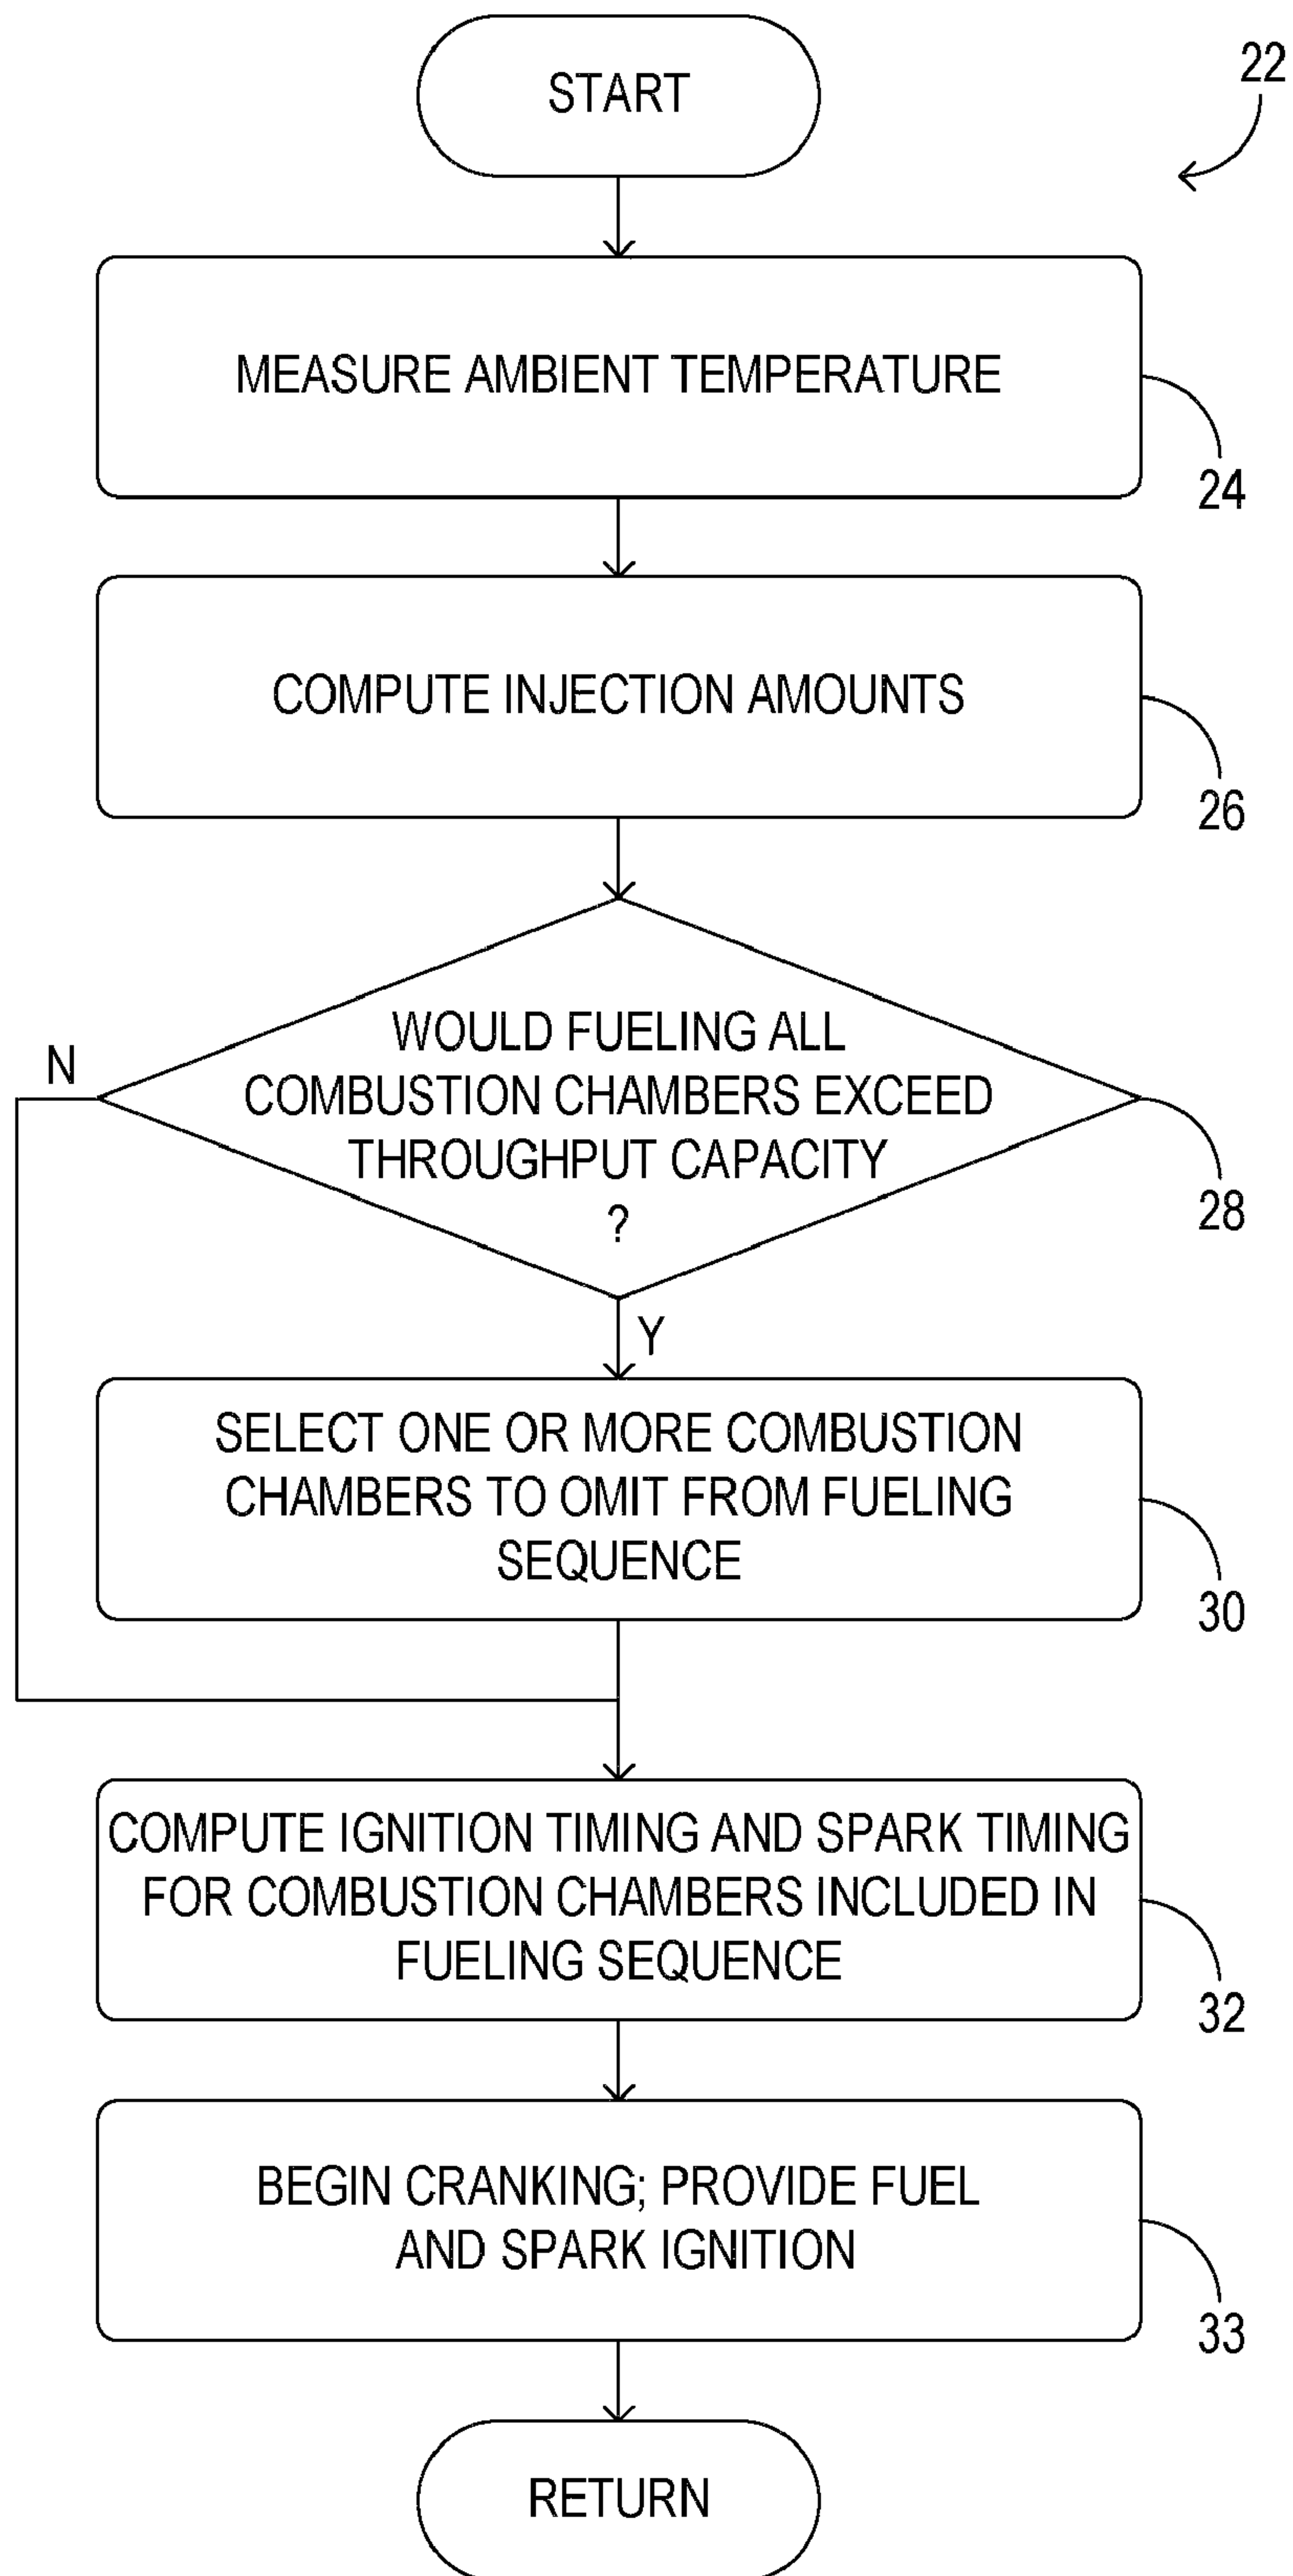 START
22
MEASURE AMBIENT TEMPERATURE
24
COMPUTE INJECTION AMOUNTS
26
WOULD FUELING ALL
COMBUSTION CHAMBERS EXCEED
THROUGHPUT CAPACITY
?
N
28
Y
SELECT ONE OR MORE COMBUSTION
CHAMBERS TO OMIT FROM FUELING
SEQUENCE
30
COMPUTE IGNITION TIMING AND SPARK TIMING
FOR COMBUSTION CHAMBERS INCLUDED IN
FUELING SEQUENCE
32
BEGIN CRANKING; PROVIDE FUEL
AND SPARK IGNITION
33
RETURN